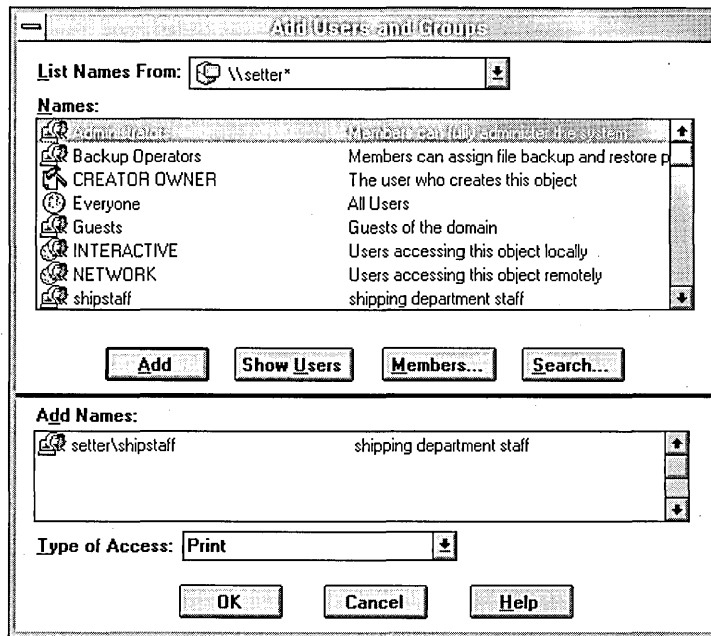 Add Users and Groups
List Names From: \\setter*
Names:
Administrators Members can fully administer the system
Backup Operators Members can assign file backup and restore p
CREATOR OWNER The user who creates this object
Everyone All Users
Guests Guests of the domain
INTERACTIVE Users accessing this object locally
NETWORK Users accessing this object remotely
shipstaff shipping department staff
Add Show Users Members... Search...
Add Names:
setter\shipstaff shipping department staff
Type of Access: Print
OK Cancel Help